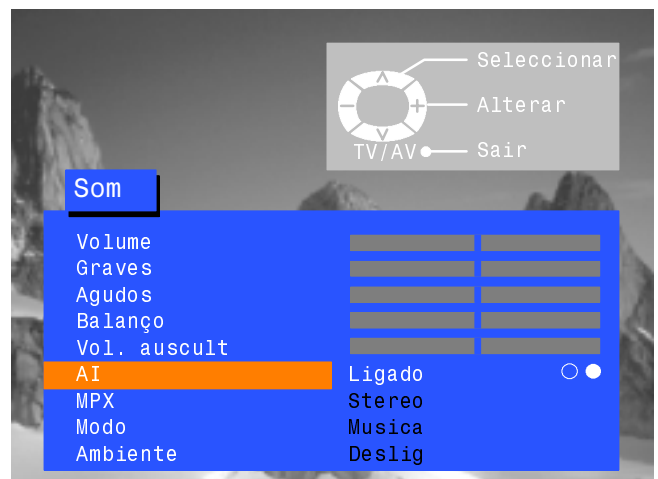 Seleccionar
Alterar
TV/AV Sair
Som
Volume
Graves
Agudos
Balanço
Vol. auscult
AI Ligado
MPX Stereo
Modo Musica
Ambiente Deslig